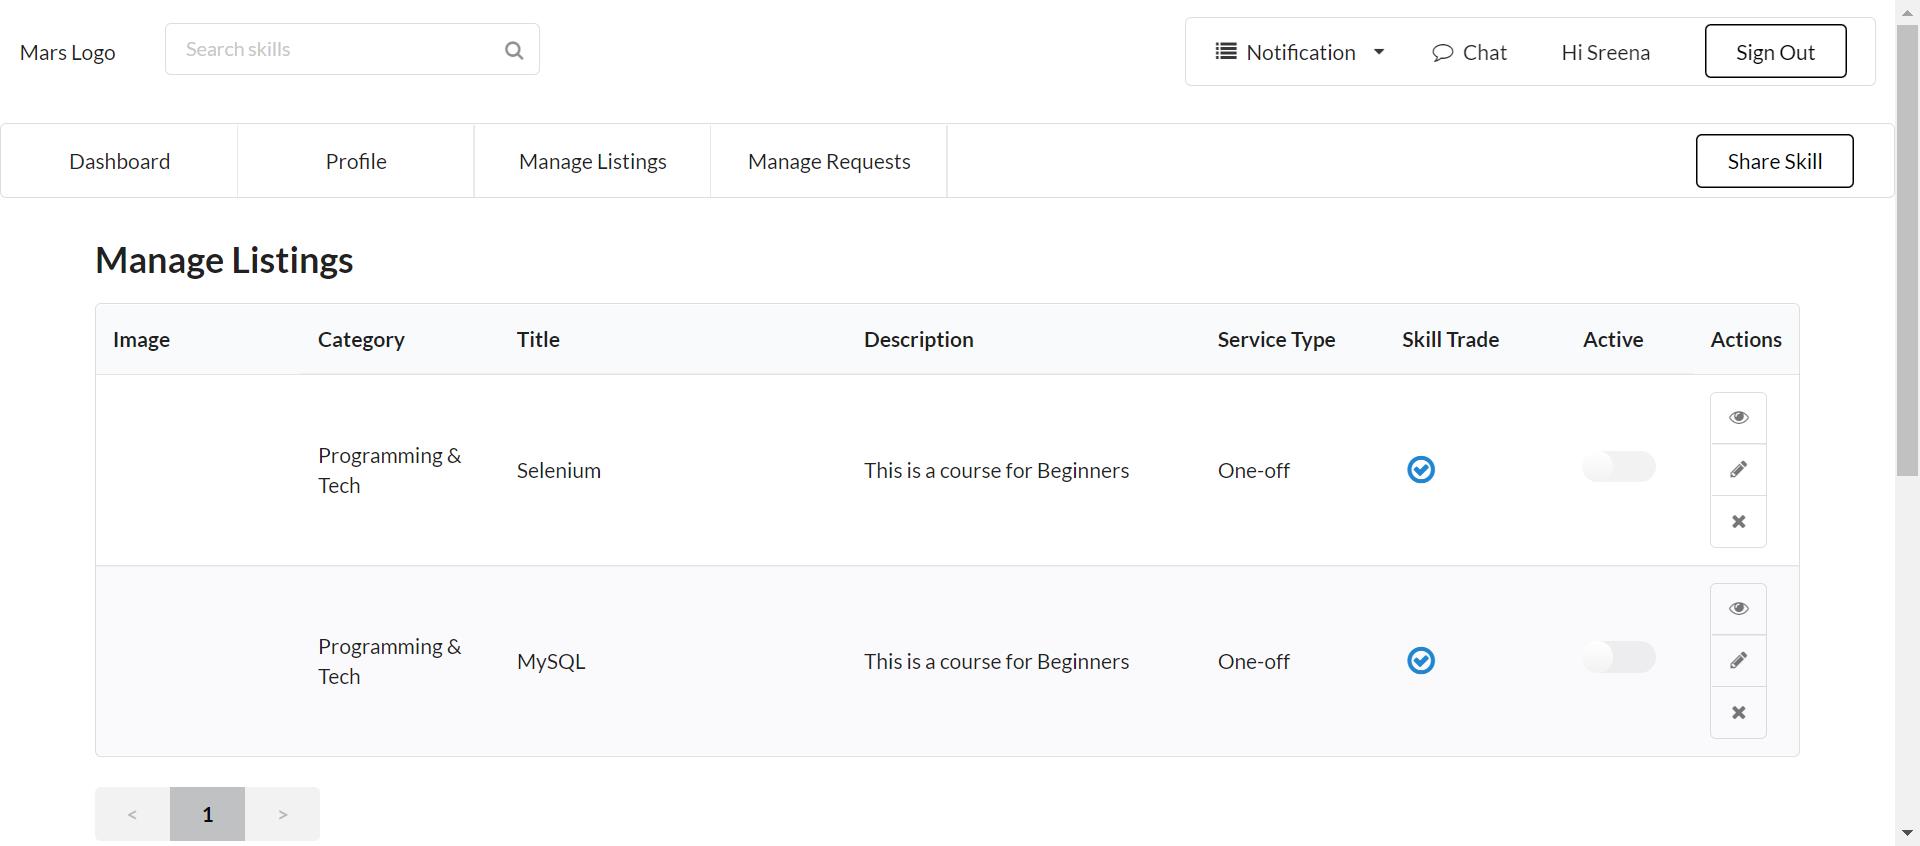 Mars Logo
Search skills
Notification
Chat
Hi Sreena
Sign Out
Dashboard
Profile
Manage Listings
Manage Requests
Share Skill
Manage Listings
Image Category Title Description Service Type Skill Trade Active Actions
Programming &
Tech
Selenium
This is a course for Beginners
One-off
Programming &
Tech
MySQL
This is a course for Beginners
One-off
< 1 >